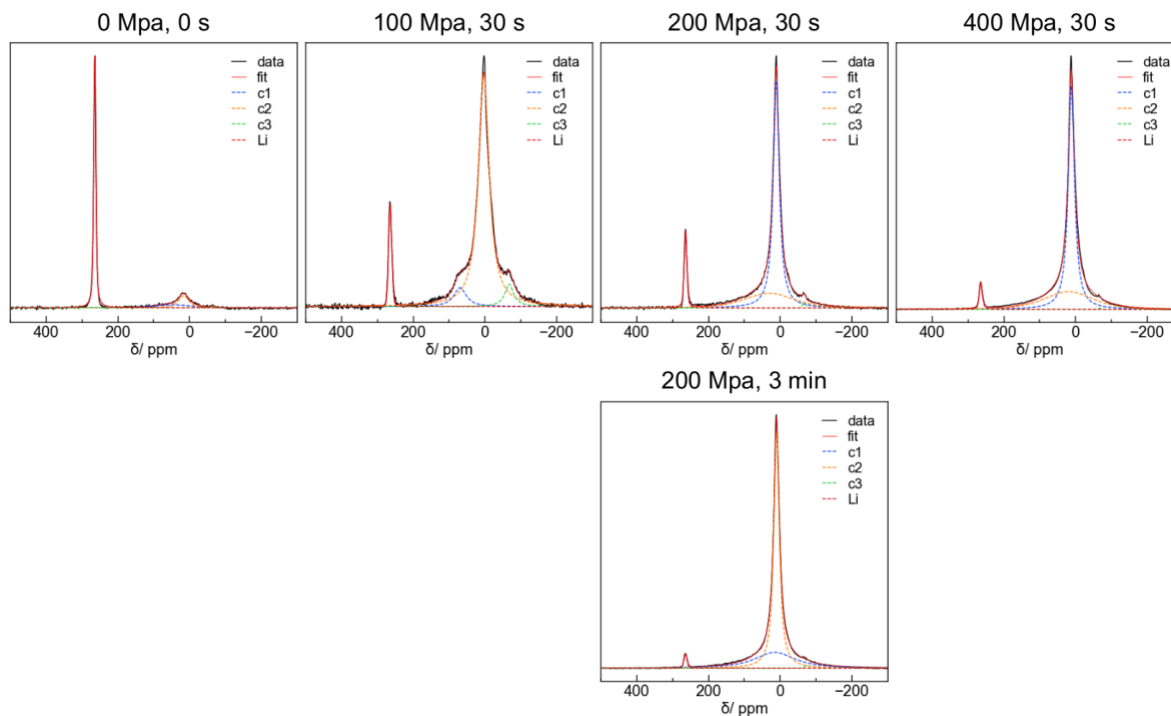 0 Mpa, 0 s
data
fit
c1
c2
c3
Li
400 200 0 −200
δ/ ppm
100 Mpa, 30 s
data
fit
c1
c2
c3
Li
400 200 0 −200
δ/ ppm
200 Mpa, 30 s
data
fit
c1
c2
c3
Li
400 200 0 −200
δ/ ppm
400 Mpa, 30 s
data
fit
c1
c2
c3
Li
400 200 0 −200
δ/ ppm
200 Mpa, 3 min
data
fit
c1
c2
c3
Li
400 200 0 −200
δ/ ppm